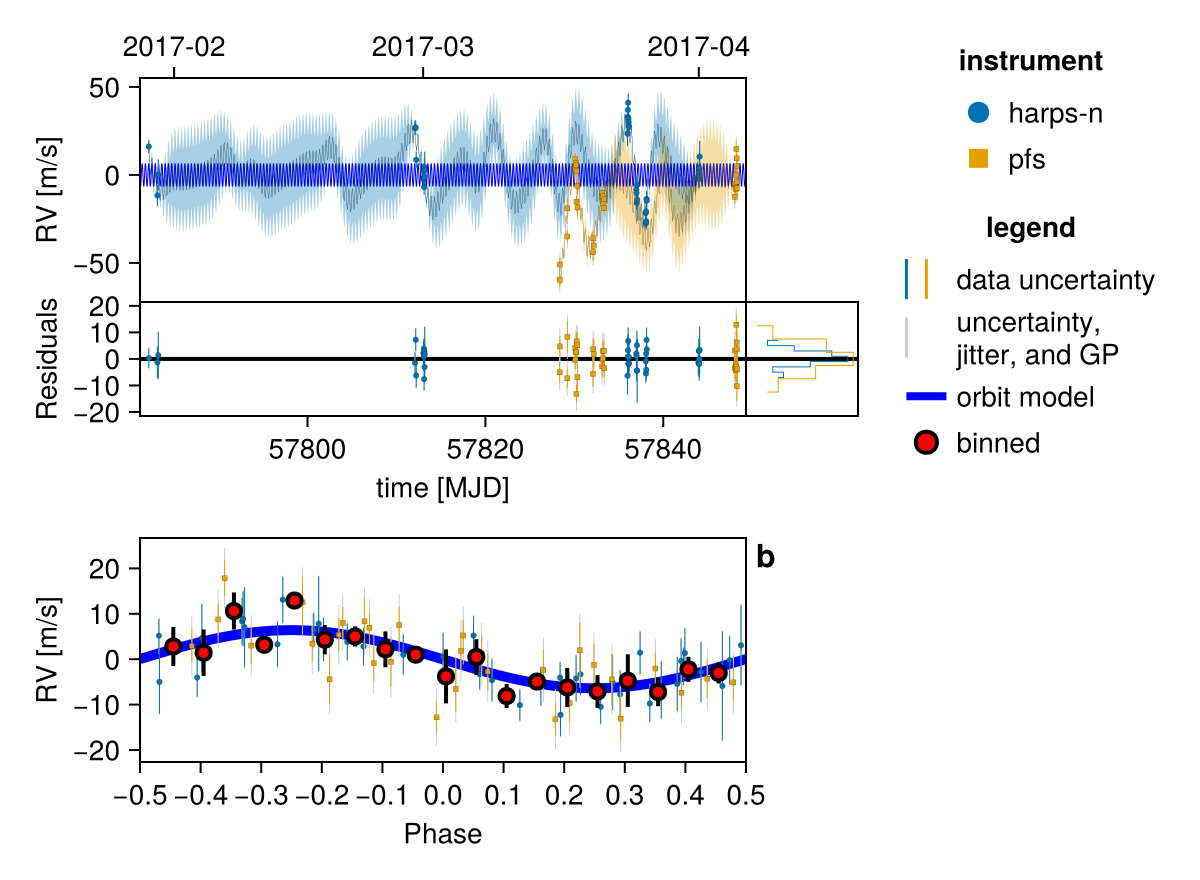 2017-02 2017-03 2017-04
50
0
−50
RV [m/s]
20
10
0
−10
−20
Residuals
57800 57820 57840
time [MJD]
instrument
harps-n
pfs
legend
data uncertainty
uncertainty,
jitter, and GP
orbit model
binned
b
20
10
0
−10
−20
RV [m/s]
−0.5 −0.4 −0.3 −0.2 −0.1 0.0 0.1 0.2 0.3 0.4 0.5
Phase